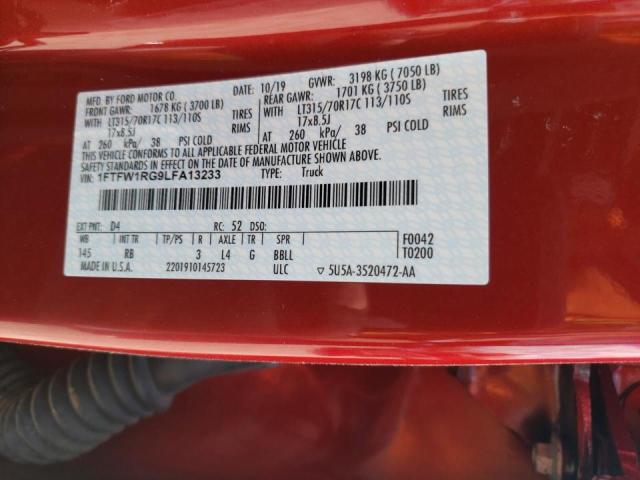 MFD. BY FORD MOTOR CO. DATE: 10/19 GVWR: 3198 KG (7050 LB)
FRONT GAWR: 1678 KG (3700 LB) REAR GAWR: 1701 KG (3750 LB)
WITH LT315/70R17C 113/110S TIRES WITH LT315/70R17C 113/110S TIRES
17x8.5J RIMS 17x8.5J RIMS
AT 260 kPa/ 38 PSI COLD AT 260 kPa/ 38 PSI COLD
THIS VEHICLE CONFORMS TO ALL APPLICABLE FEDERAL MOTOR VEHICLE
SAFETY AND THEFT PREVENTION STANDARDS IN EFFECT ON THE DATE OF MANUFACTURE SHOWN ABOVE.
VIN: 1FTFW1RG9LFA13233 TYPE: Truck
EXT PNT: D4 RC: 52 DSO:
WB INT TR TP/PS R AXLE TR SPR F0042
145 RB 3 L4 G BBLL T0200
MADE IN U.S.A. 2201910145723 ULC ▽ 5U5A-3520472-AA